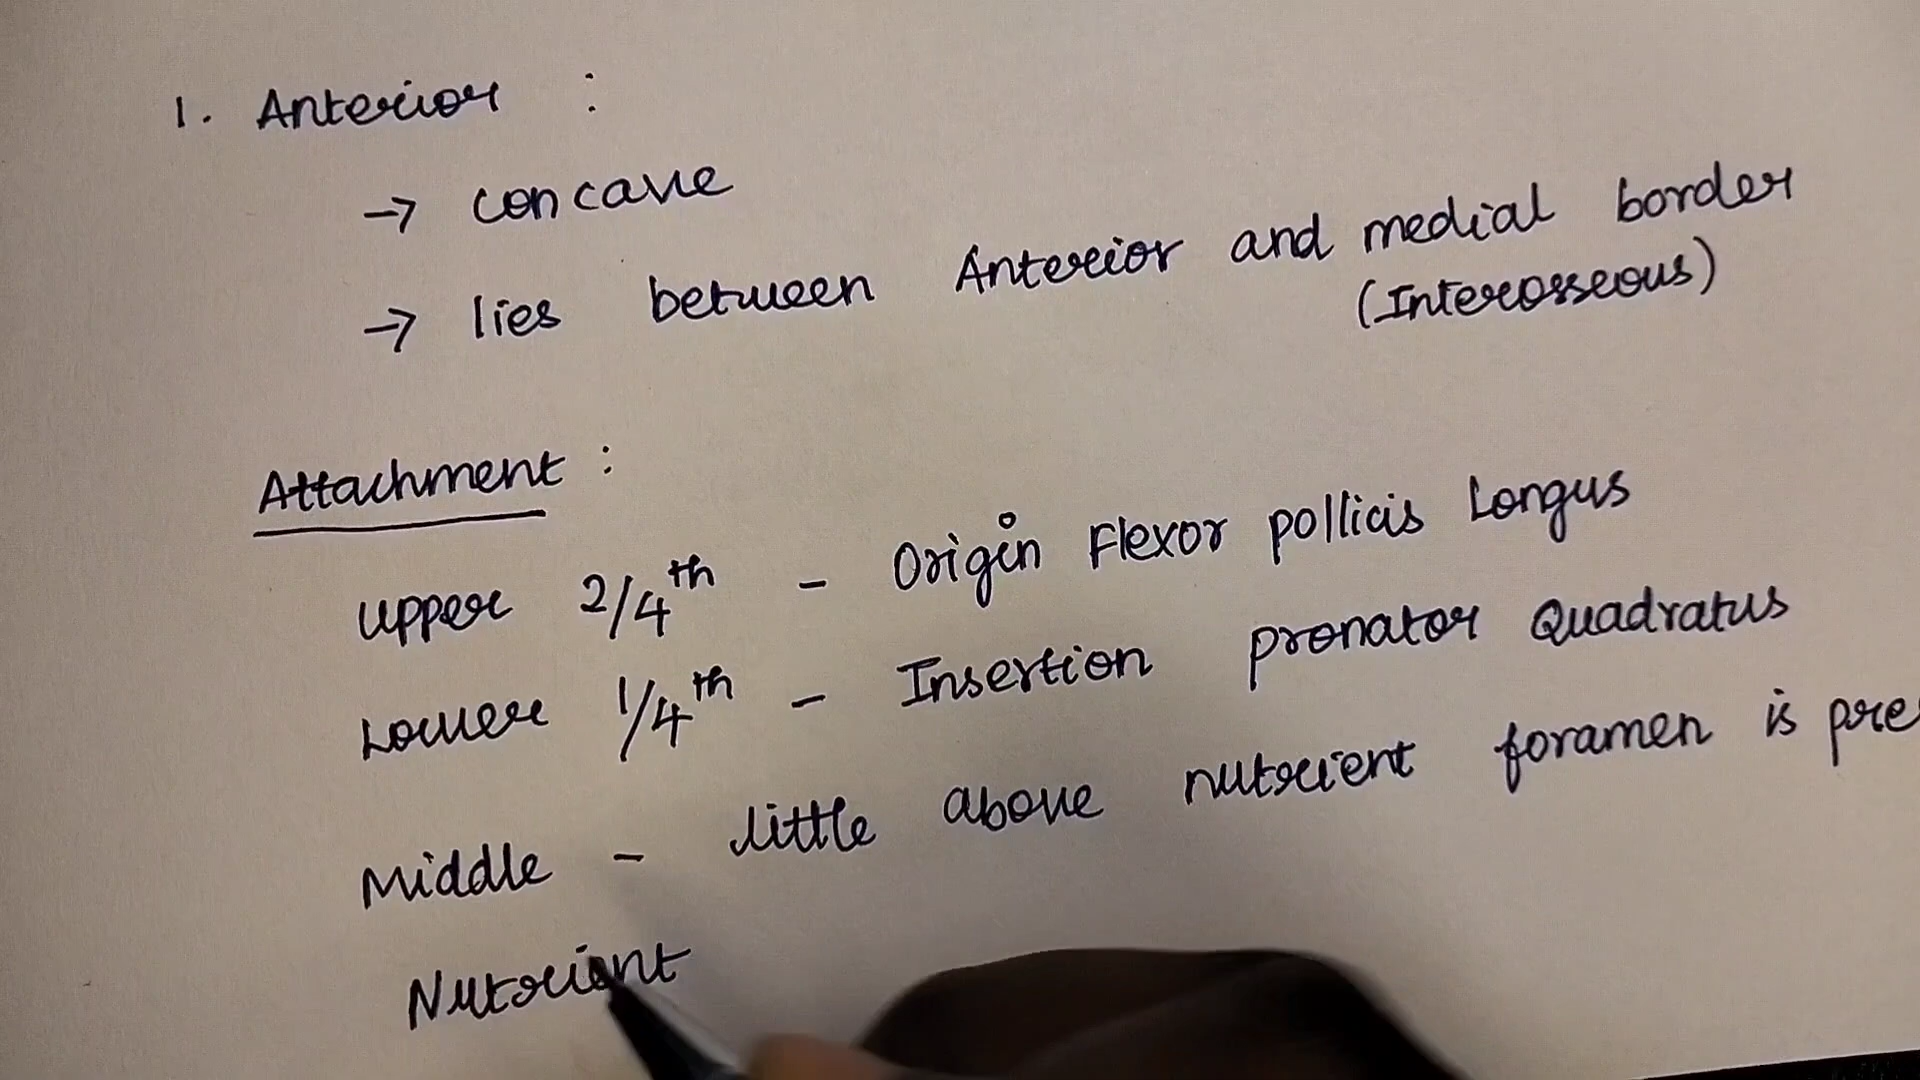 1. Anterior :
→ concave
→ lies between Anterior and medial border
(Interosseous)
Attachment :
Upper 2/4th - Origin Flexor pollicis Longus
Lower 1/4th - Insertion pronator Quadratus
Middle - little above nutrient foramen is pre
Nutrient